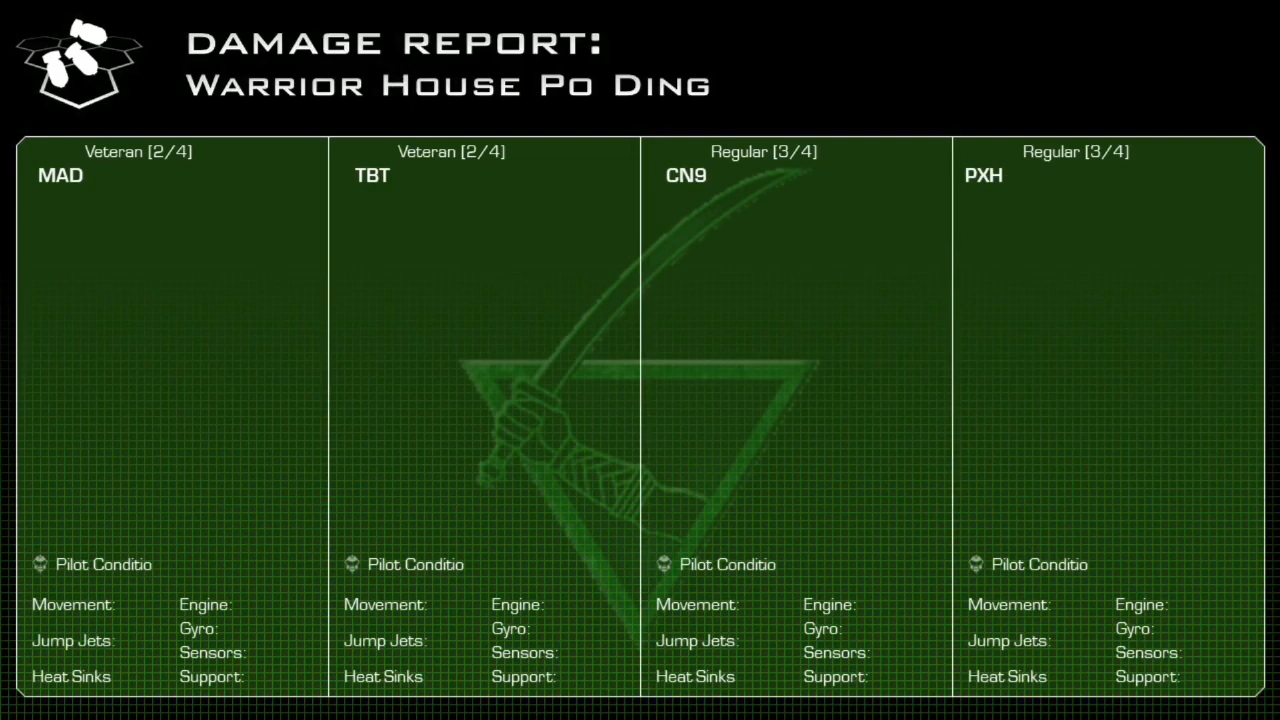 DAMAGE REPORT:
WARRIOR HOUSE PO DING
Veteran [2/4]
MAD
Pilot Conditio
Movement:
Jump Jets:
Heat Sinks
Engine:
Gyro:
Sensors:
Support:
Veteran [2/4]
TBT
Pilot Conditio
Movement:
Jump Jets:
Heat Sinks
Engine:
Gyro:
Sensors:
Support:
Regular [3/4]
CN9
Pilot Conditio
Movement:
Jump Jets:
Heat Sinks
Engine:
Gyro:
Sensors:
Support:
Regular [3/4]
PXH
Pilot Conditio
Movement:
Jump Jets:
Heat Sinks
Engine:
Gyro:
Sensors:
Support: